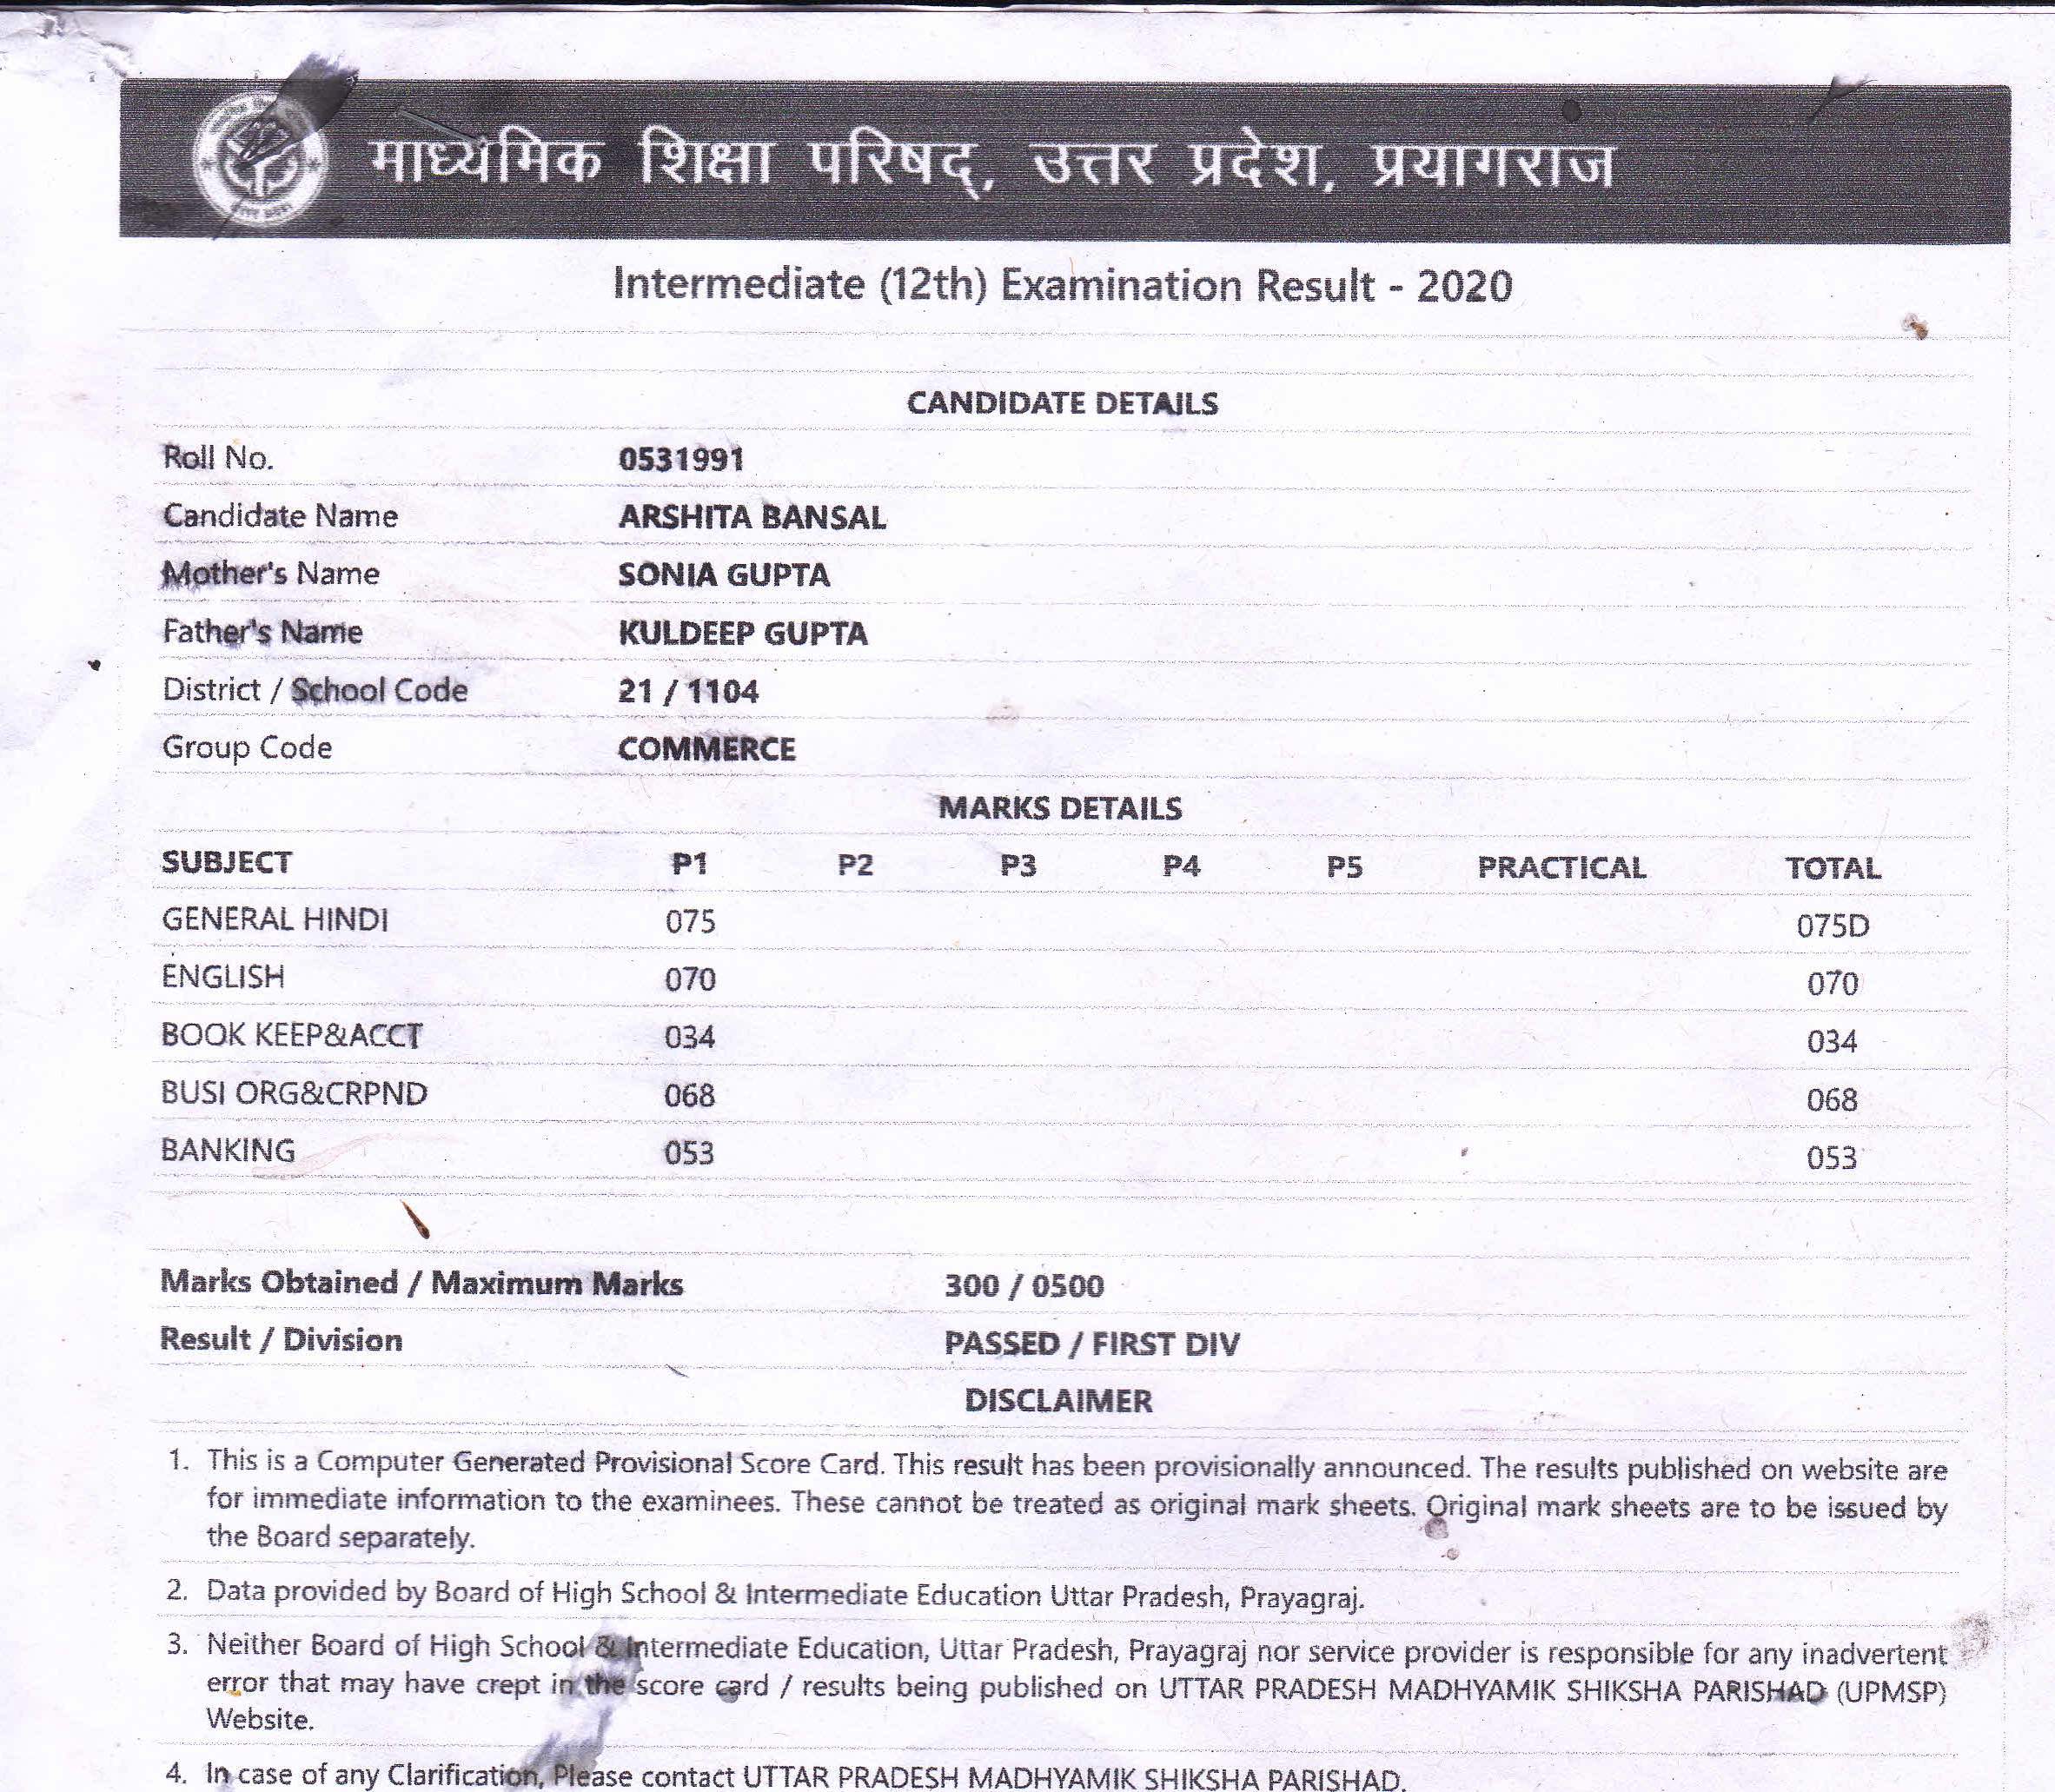 माध्यमिक शिक्षा परिषद्, उत्तर प्रदेश, प्रयागराज
Intermediate (12th) Examination Result - 2020
CANDIDATE DETAILS
Roll No. 0531991
Candidate Name ARSHITA BANSAL
Mother's Name SONIA GUPTA
Father's Name KULDEEP GUPTA
District / School Code 21 / 1104
Group Code COMMERCE
MARKS DETAILS
SUBJECT P1 P2 P3 P4 P5 PRACTICAL TOTAL
GENERAL HINDI 075 075D
ENGLISH 070 070
BOOK KEEP&ACCT 034 034
BUSI ORG&CRPND 068 068
BANKING 053 053
Marks Obtained / Maximum Marks 300 / 0500
Result / Division PASSED / FIRST DIV
DISCLAIMER
1. This is a Computer Generated Provisional Score Card. This result has been provisionally announced. The results published on website are
for immediate information to the examinees. These cannot be treated as original mark sheets. Original mark sheets are to be issued by
the Board separately.
2. Data provided by Board of High School & Intermediate Education Uttar Pradesh, Prayagraj.
3. Neither Board of High School & Intermediate Education, Uttar Pradesh, Prayagraj nor service provider is responsible for any inadvertent
error that may have crept in the score card / results being published on UTTAR PRADESH MADHYAMIK SHIKSHA PARISHAD (UPMSP)
Website.
4. In case of any Clarification, Please contact UTTAR PRADESH MADHYAMIK SHIKSHA PARISHAD.